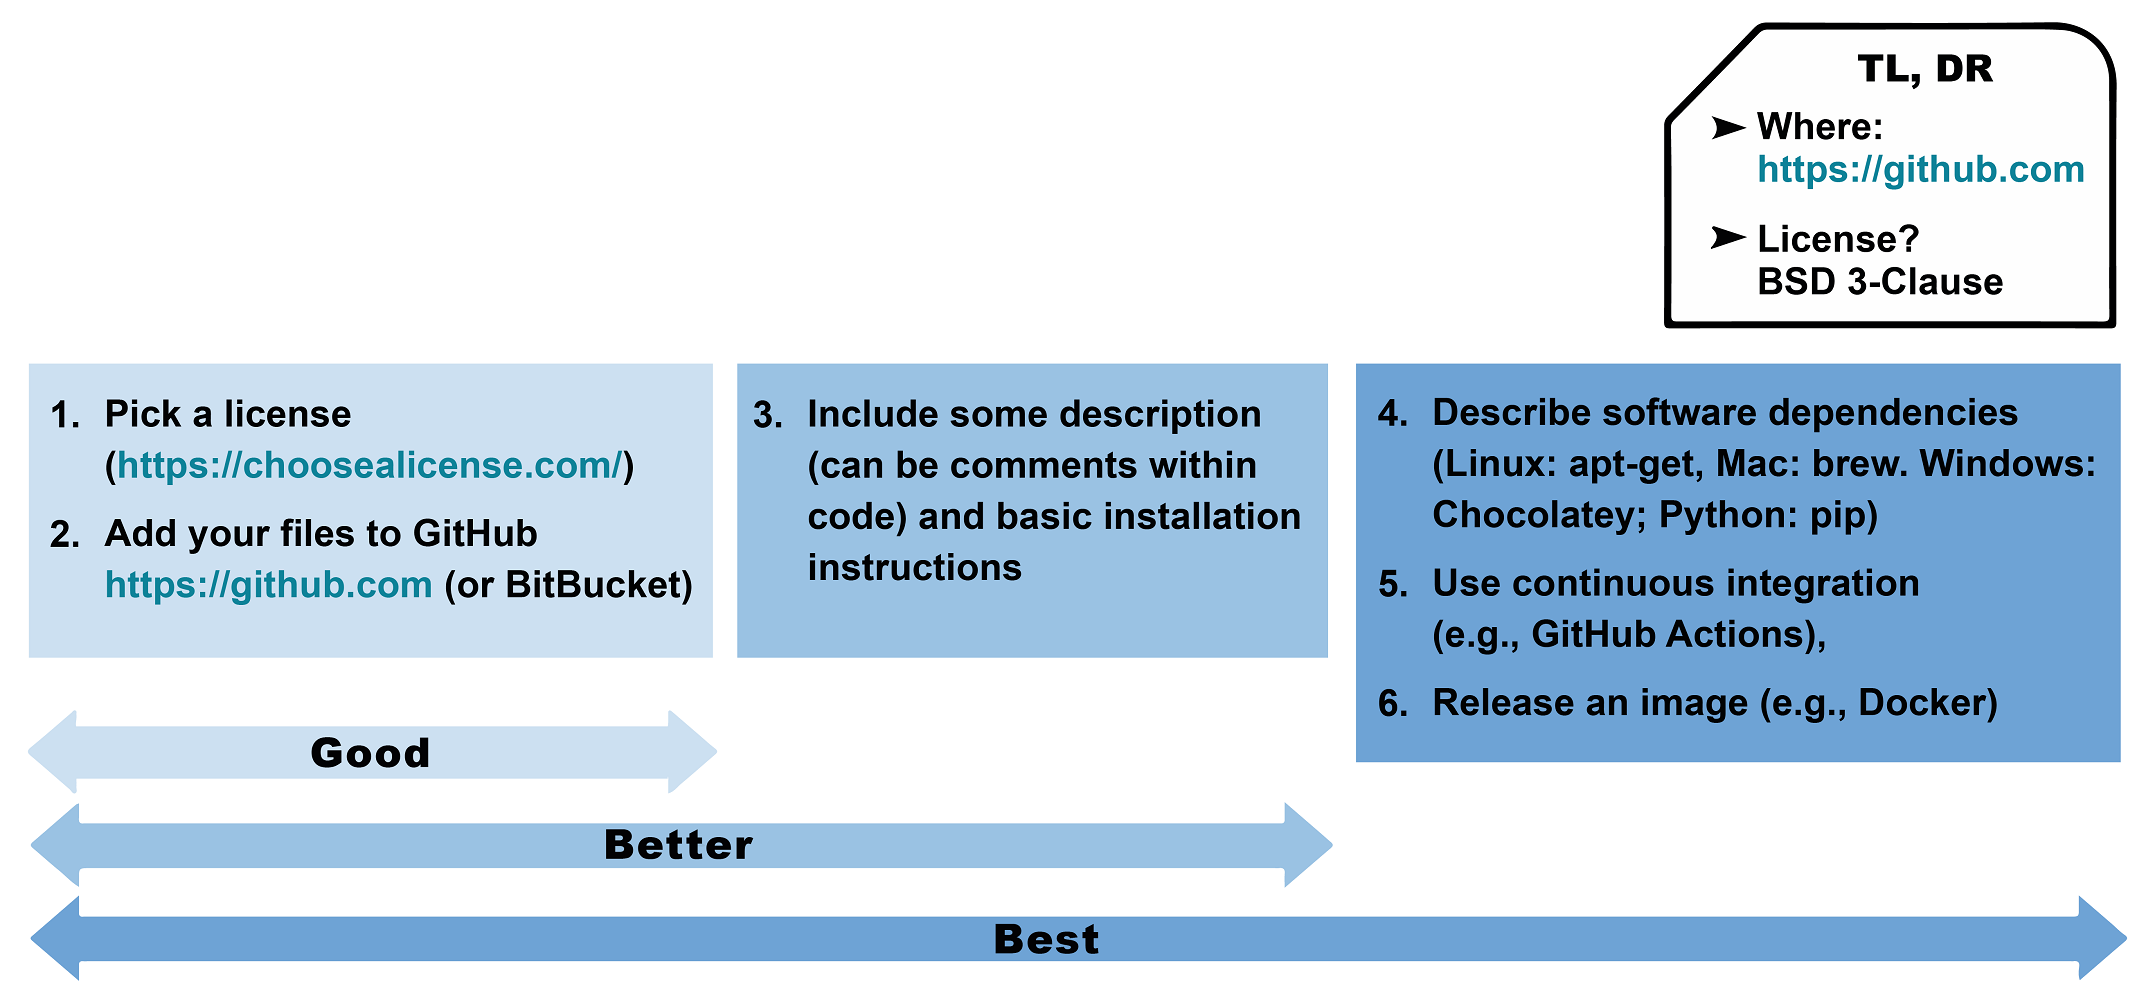 TL, DR
➤ Where:
https://github.com
➤ License?
BSD 3-Clause
1. Pick a license
(https://choosealicense.com/)
2. Add your files to GitHub
https://github.com (or BitBucket)
3. Include some description
(can be comments within
code) and basic installation
instructions
4. Describe software dependencies
(Linux: apt-get, Mac: brew. Windows:
Chocolatey; Python: pip)
5. Use continuous integration
(e.g., GitHub Actions),
6. Release an image (e.g., Docker)
Good
Better
Best